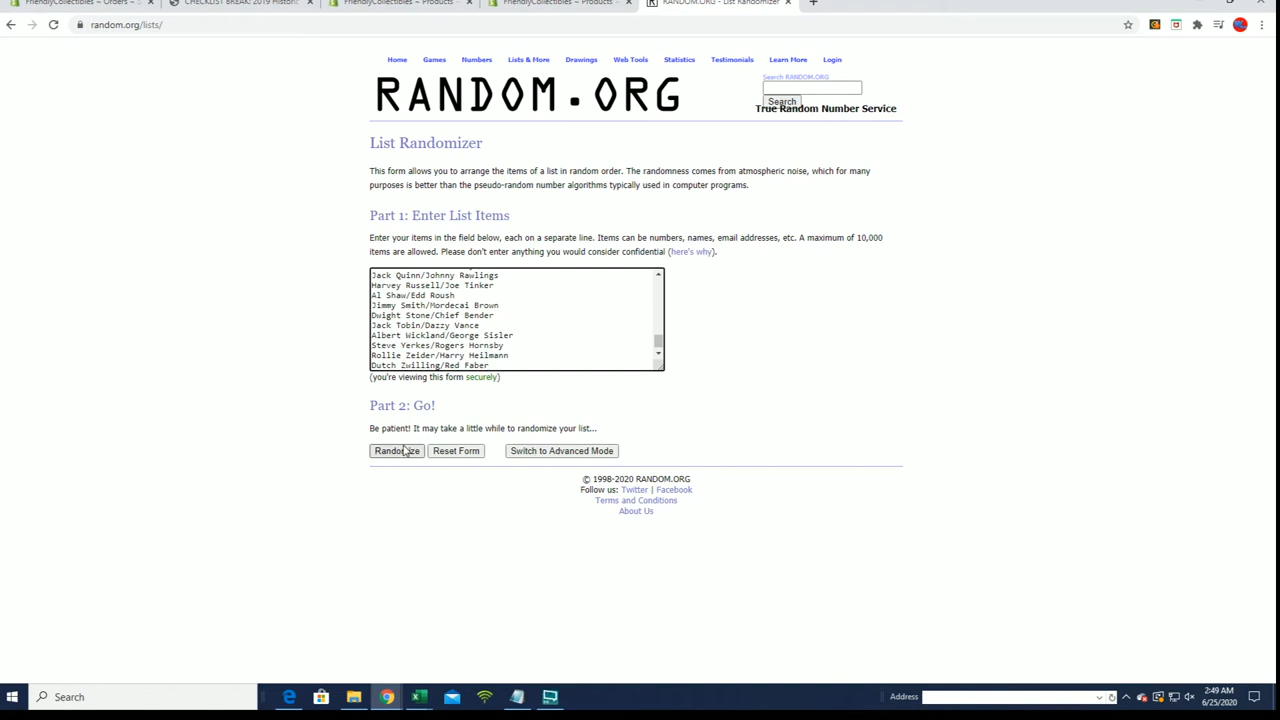 FriendlyCollectibles ~ Orders ~ S
CHECKLIST BREAK: 2019 Histori
FriendlyCollectibles ~ Products ~
FriendlyCollectibles ~ Products ~
RANDOM.ORG - List Randomizer
random.org/lists/
Home Games Numbers Lists & More Drawings Web Tools Statistics Testimonials Learn More Login
RANDOM.ORG
Search RANDOM.ORG
Search
True Random Number Service
List Randomizer
This form allows you to arrange the items of a list in random order. The randomness comes from atmospheric noise, which for many
purposes is better than the pseudo-random number algorithms typically used in computer programs.
Part 1: Enter List Items
Enter your items in the field below, each on a separate line. Items can be numbers, names, email addresses, etc. A maximum of 10,000
items are allowed. Please don't enter anything you would consider confidential (here's why).
Jack Quinn/Johnny Rawlings
Harvey Russell/Joe Tinker
Al Shaw/Edd Roush
Jimmy Smith/Mordecai Brown
Dwight Stone/Chief Bender
Jack Tobin/Dazzy Vance
Albert Wickland/George Sisler
Steve Yerkes/Rogers Hornsby
Rollie Zeider/Harry Heilmann
Dutch Zwilling/Red Faber
(you're viewing this form securely)
Part 2: Go!
Be patient! It may take a little while to randomize your list...
Randomize Reset Form Switch to Advanced Mode
© 1998-2020 RANDOM.ORG
Follow us: Twitter | Facebook
Terms and Conditions
About Us
Search
Address
2:49 AM
6/25/2020